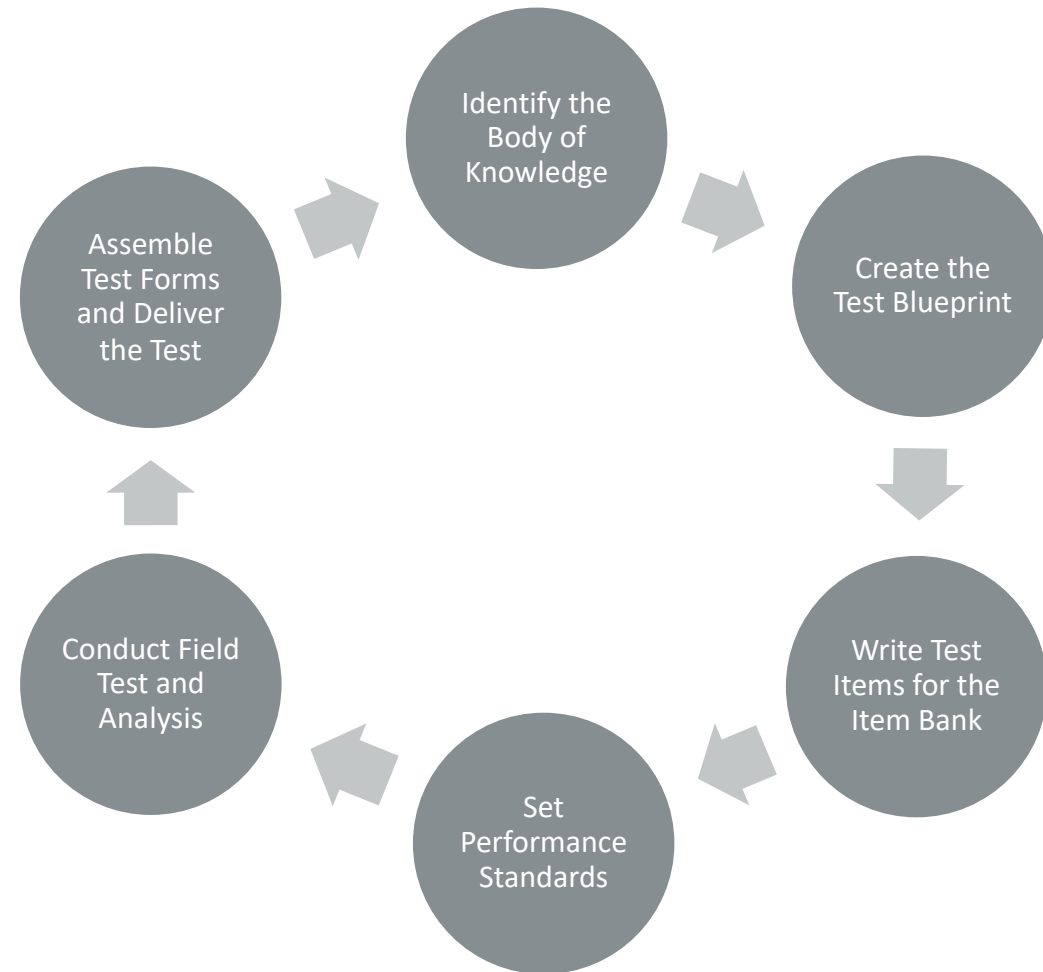 Identify the
Body of
Knowledge
Create the
Test Blueprint
Write Test
Items for the
Item Bank
Set
Performance
Standards
Conduct Field
Test and
Analysis
Assemble
Test Forms
and Deliver
the Test